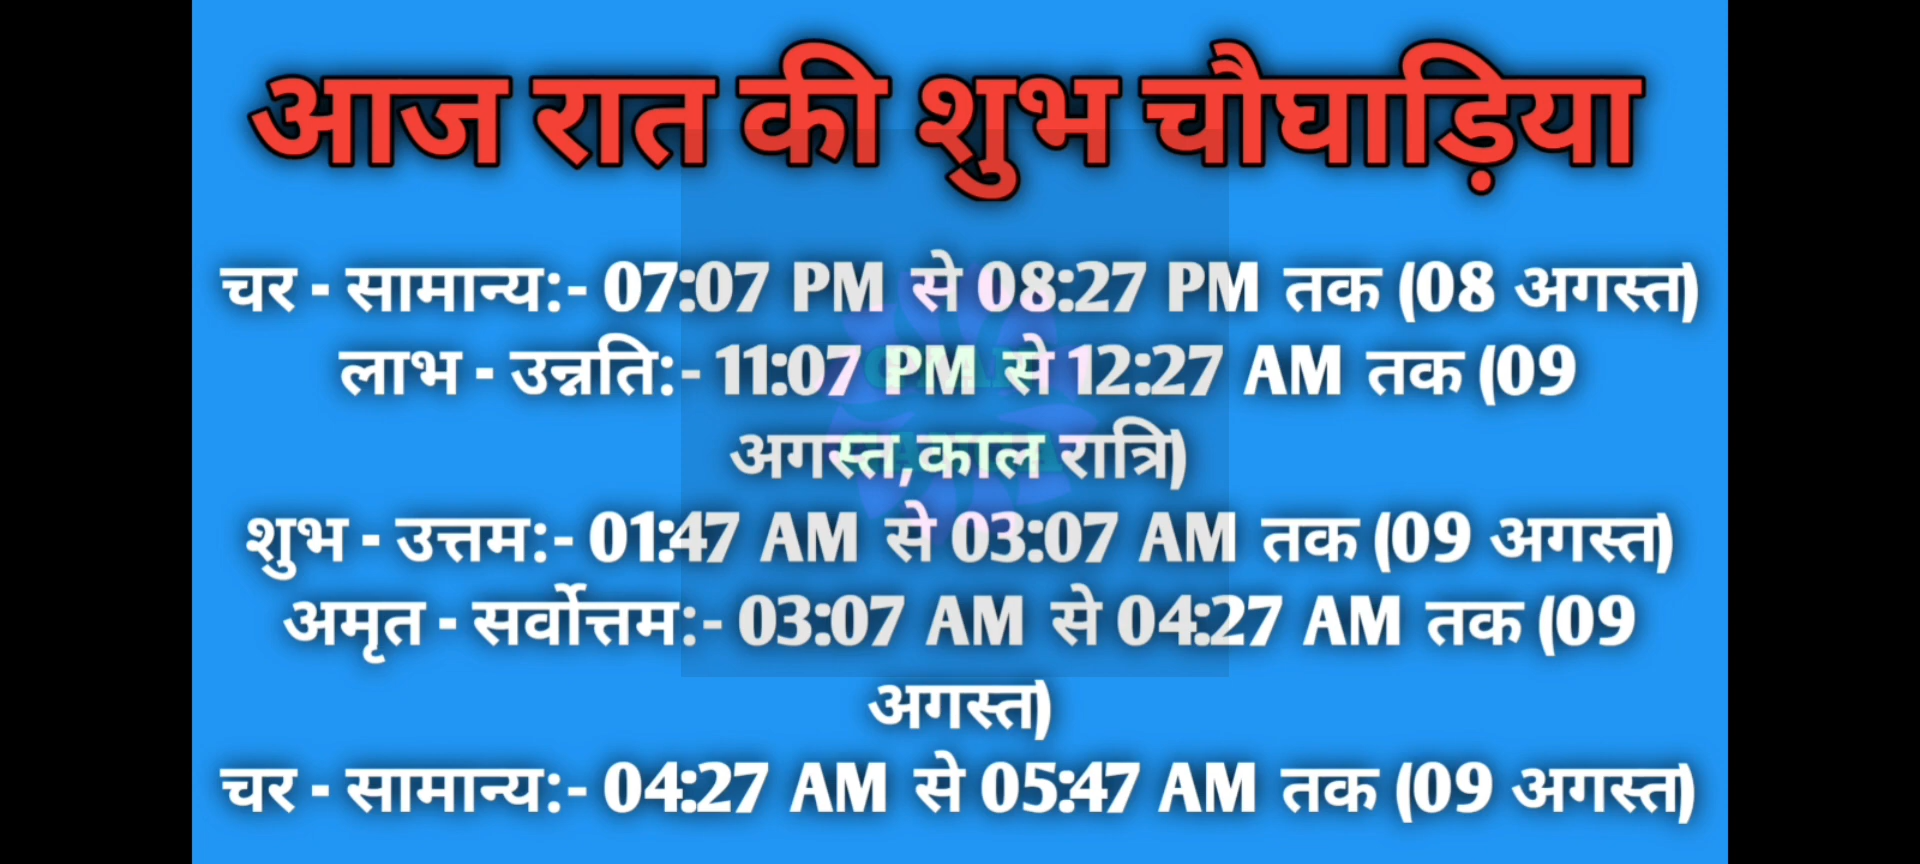 आज रात की शुभ चौघाड़िया
चर - सामान्य:- 07:07 PM से 08:27 PM तक (08 अगस्त)
लाभ - उन्नति:- 11:07 PM से 12:27 AM तक (09
अगस्त,काल रात्रि)
शुभ - उत्तम:- 01:47 AM से 03:07 AM तक (09 अगस्त)
अमृत - सर्वोत्तम:- 03:07 AM से 04:27 AM तक (09
अगस्त)
चर - सामान्य:- 04:27 AM से 05:47 AM तक (09 अगस्त)